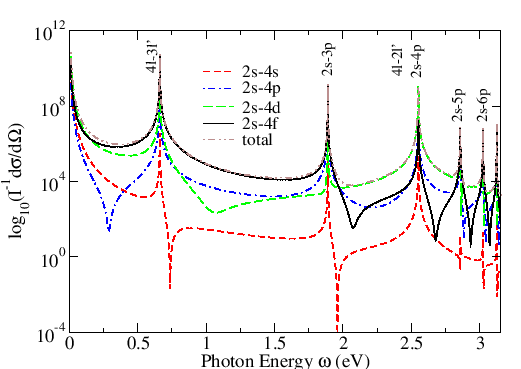 10^12
10^8
10^4
10^0
10^-4
log10(I^-1 dσ/dΩ)
4l-3l'
2s-3p
4l-2l'
2s-4p
2s-5p
2s-6p
2s-4s
2s-4p
2s-4d
2s-4f
total
0 0.5 1 1.5 2 2.5 3
Photon Energy ω (eV)